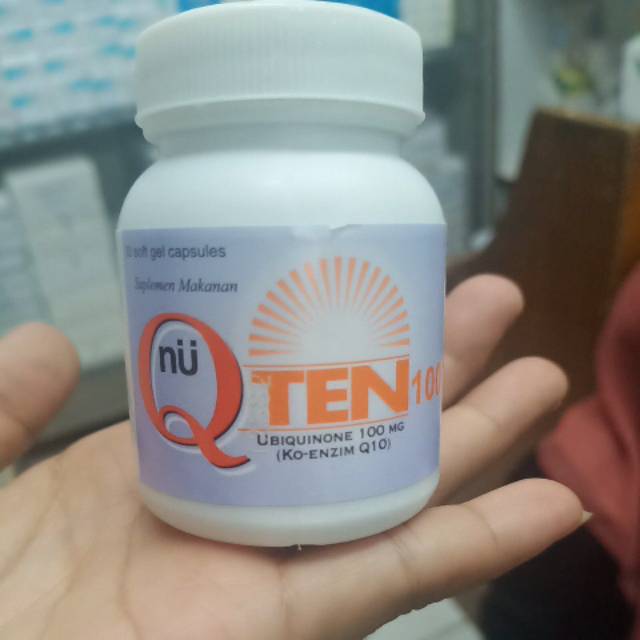 soft gel capsules
Suplemen Makanan
nü
Q TEN 100
UBIQUINONE 100 MG
(KO-ENZIM Q10)